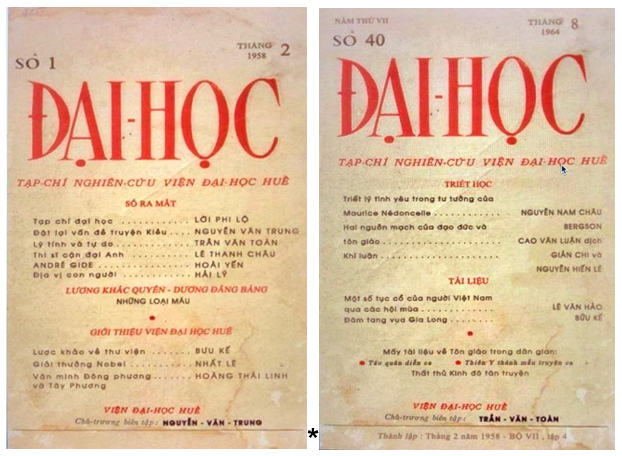 SỐ 1
THÁNG 2
1958
ĐẠI-HỌC
TẠP-CHÍ NGHIÊN-CỨU VIỆN ĐẠI-HỌC HUẾ
SỐ RA MẮT
Tạp chí đại học ........... LỜI PHI LỘ
Đặt lại vấn đề truyện Kiều.... NGUYỄN VĂN TRUNG
Lý tính và tự do........... TRẦN VĂN TOÀN
Thi sĩ cận đại Anh ........ LÊ THANH CHÂU
ANDRÉ GIDE ............. HOÀI YẾN
Địa vị con người .......... HẢI LÝ
LƯƠNG KHẮC QUYÊN - DƯƠNG ĐĂNG BẢNG
NHỮNG LOẠI MÁU
GIỚI THIỆU VIỆN ĐẠI HỌC HUẾ
Lược khảo về thư viện ...... BƯU KẾ
Giải thưởng Nobel ......... NHẤT LÊ
Văn minh Đông phương...... HOÀNG THÁI LINH
và Tây Phương
VIỆN ĐẠI-HỌC HUẾ
Chủ-trương biên tập: NGUYỄN - VĂN - TRUNG
*
NĂM THỨ VII
SỐ 40
THÁNG 8
1964
ĐẠI-HỌC
TẠP-CHÍ NGHIÊN-CỨU VIỆN ĐẠI-HỌC HUẾ
TRIẾT HỌC
Triết lý tình yêu trong tư tưởng của
Maurice Nédoncelle ........ NGUYỄN NAM CHÂU
Hai nguồn mạch của đạo đức và BERGSON
tôn giáo ................. CAO VĂN LUẬN dịch
Khí luận ................. GIẢN CHI và
NGUYỄN HIẾN LÊ
TÀI LIỆU
Một số tục cổ của người Việt Nam
qua các hội mùa ........... LÊ VĂN HẢO
Đám tang vua Gia Long ..... BỬU KẾ
Mấy tài liệu về Tôn giáo trong dân gian:
Táo quân diễn ca • Thiên Y thánh mẫu truyện ca
Thất thủ Kinh đô tân truyện
VIỆN ĐẠI-HỌC HUẾ
Chủ-trương biên tập: TRẦN - VĂN - TOÀN
Thành lập : Tháng 2 năm 1958 - BỘ VII , tập 4